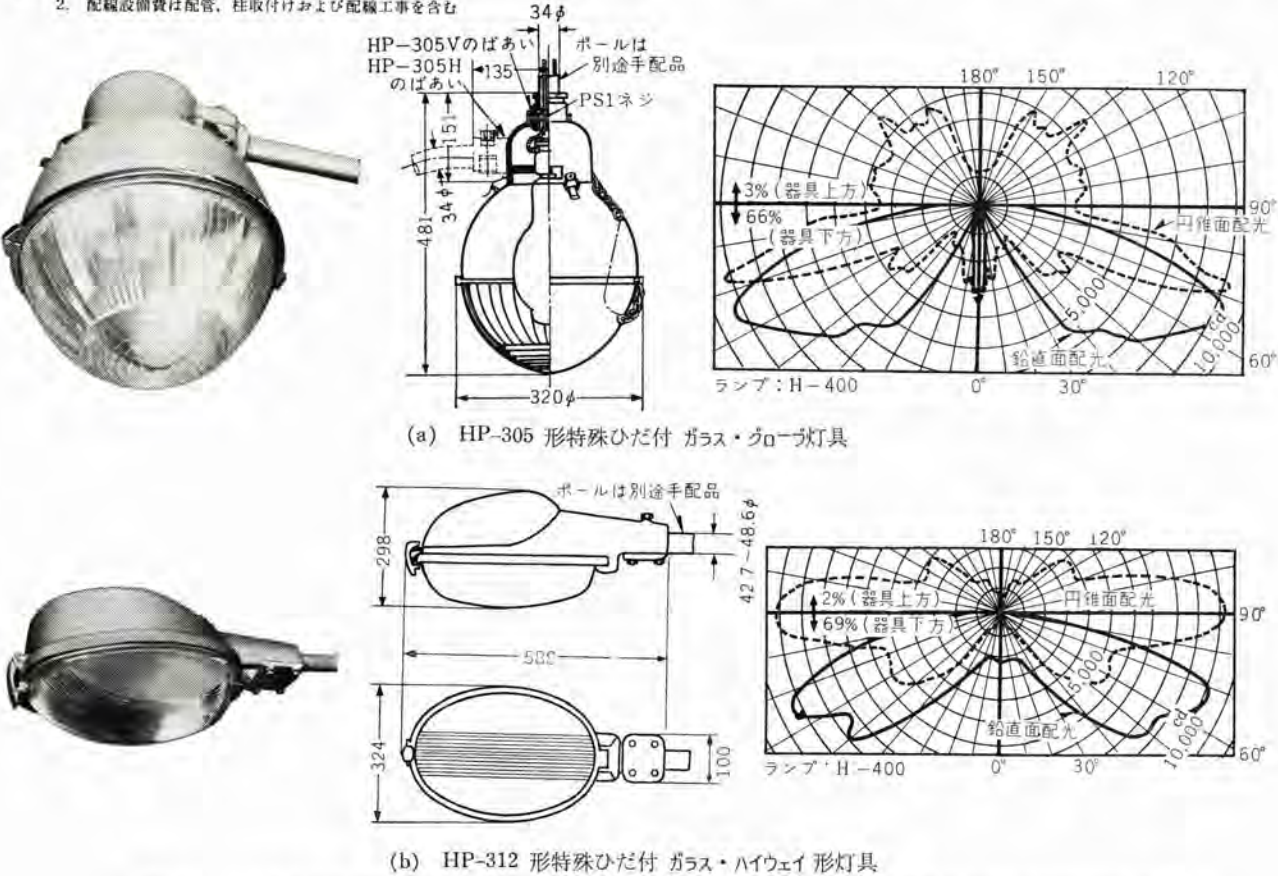 2. 配線設備費は配管、柱取付けおよび配線工事を含む
34φ
HP-305Vのばあい
ポールは
別途手配品
HP-305H
のばあい
135
PS1ネジ
151
34φ
481
320φ
180° 150° 120°
3%(器具上方)
66%
(器具下方)
90°
円錐面配光
5.000
cd
10.000
鉛直面配光
60°
ランプ:H-400
0° 30°
(a) HP-305 形特殊ひだ付 ガラス・グローブ灯具
ポールは別途手配品
298
42.7~48.6φ
588
324
100
180° 150° 120°
2%(器具上方)
円錐面配光
69%(器具下方)
90°
5.000
cd
10.000
鉛直面配光
60°
ランプ:H-400
0° 30°
(b) HP-312 形特殊ひだ付 ガラス・ハイウェイ形灯具